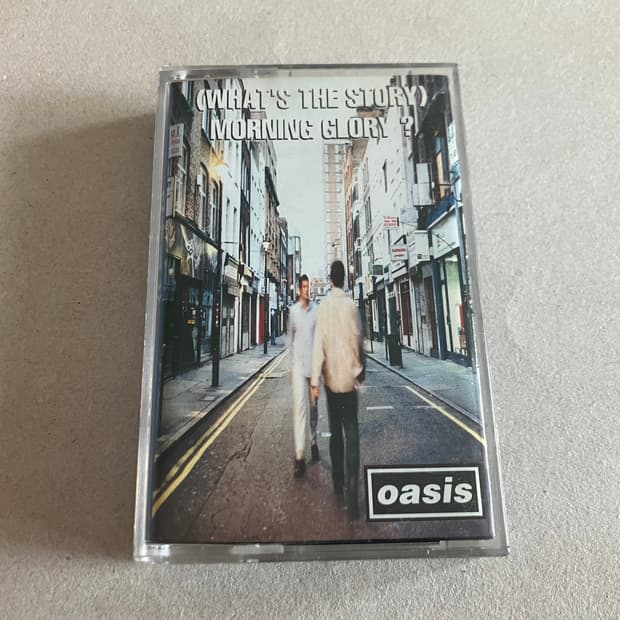 (WHAT'S THE STORY)
MORNING GLORY ?
oasis